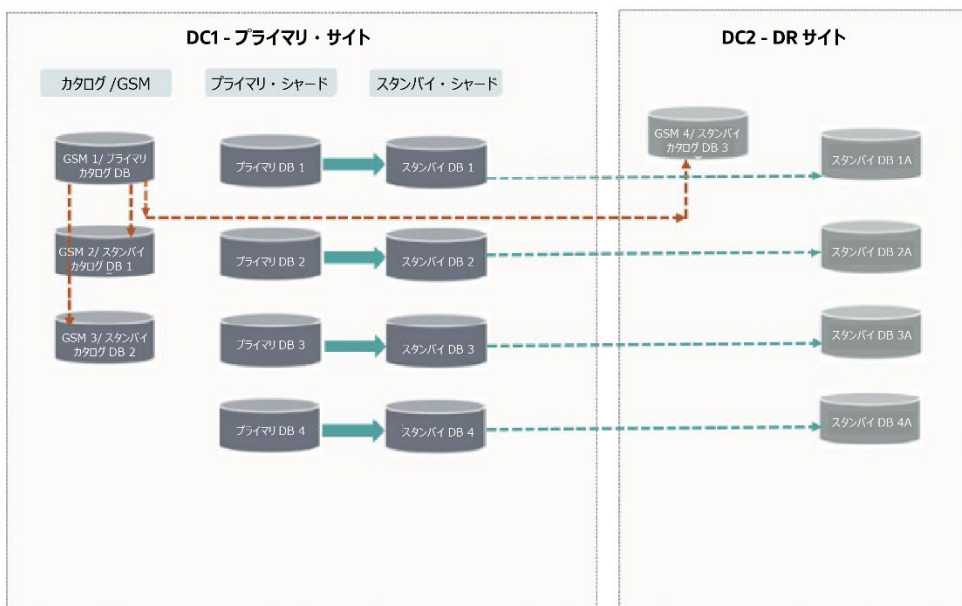 DC1 - プライマリ・サイト
カタログ /GSM
プライマリ・シャード
スタンバイ・シャード
GSM 1/ プライマリ
カタログ DB
プライマリ DB 1
スタンバイ DB 1
GSM 2/ スタンバイ
カタログ DB 1
プライマリ DB 2
スタンバイ DB 2
GSM 3/ スタンバイ
カタログ DB 2
プライマリ DB 3
スタンバイ DB 3
プライマリ DB 4
スタンバイ DB 4
DC2 - DR サイト
GSM 4/ スタンバイ
カタログ DB 3
スタンバイ DB 1A
スタンバイ DB 2A
スタンバイ DB 3A
スタンバイ DB 4A